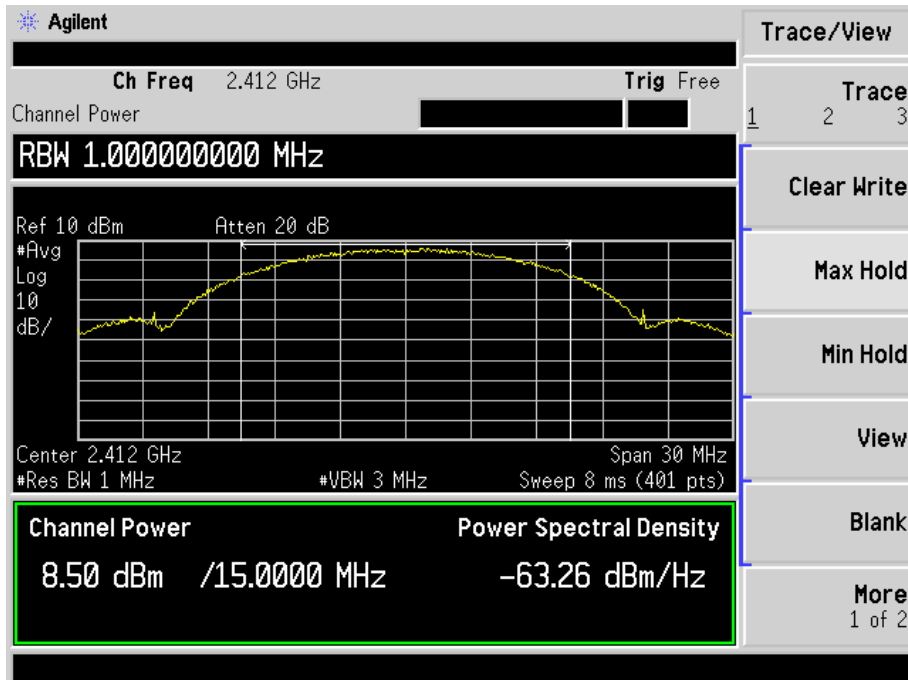 Agilent
Trace/View
Ch Freq 2.412 GHz Trig Free
Channel Power
Trace
1 2 3
RBW 1.000000000 MHz
Clear Write
Ref 10 dBm Atten 20 dB
#Avg
Log
10
dB/
Max Hold
Min Hold
View
Center 2.412 GHz Span 30 MHz
#Res BW 1 MHz #VBW 3 MHz Sweep 8 ms (401 pts)
Channel Power Power Spectral Density
Blank
8.50 dBm /15.0000 MHz -63.26 dBm/Hz
More
1 of 2